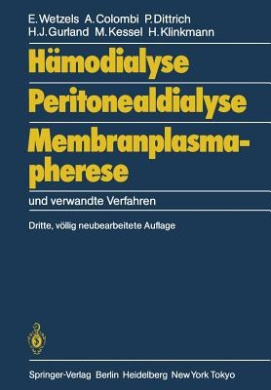 E. Wetzels A. Colombi P. Dittrich
H. J. Gurland M. Kessel H. Klinkmann
Hämodialyse
Peritonealdialyse
Membranplasma-
pherese
und verwandte Verfahren
Dritte, völlig neubearbeitete Auflage
Springer-Verlag Berlin Heidelberg New York Tokyo